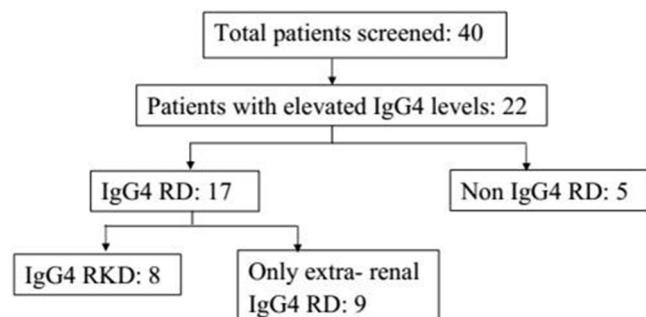 Total patients screened: 40
Patients with elevated IgG4 levels: 22
IgG4 RD: 17
Non IgG4 RD: 5
IgG4 RKD: 8
Only extra- renal
IgG4 RD: 9